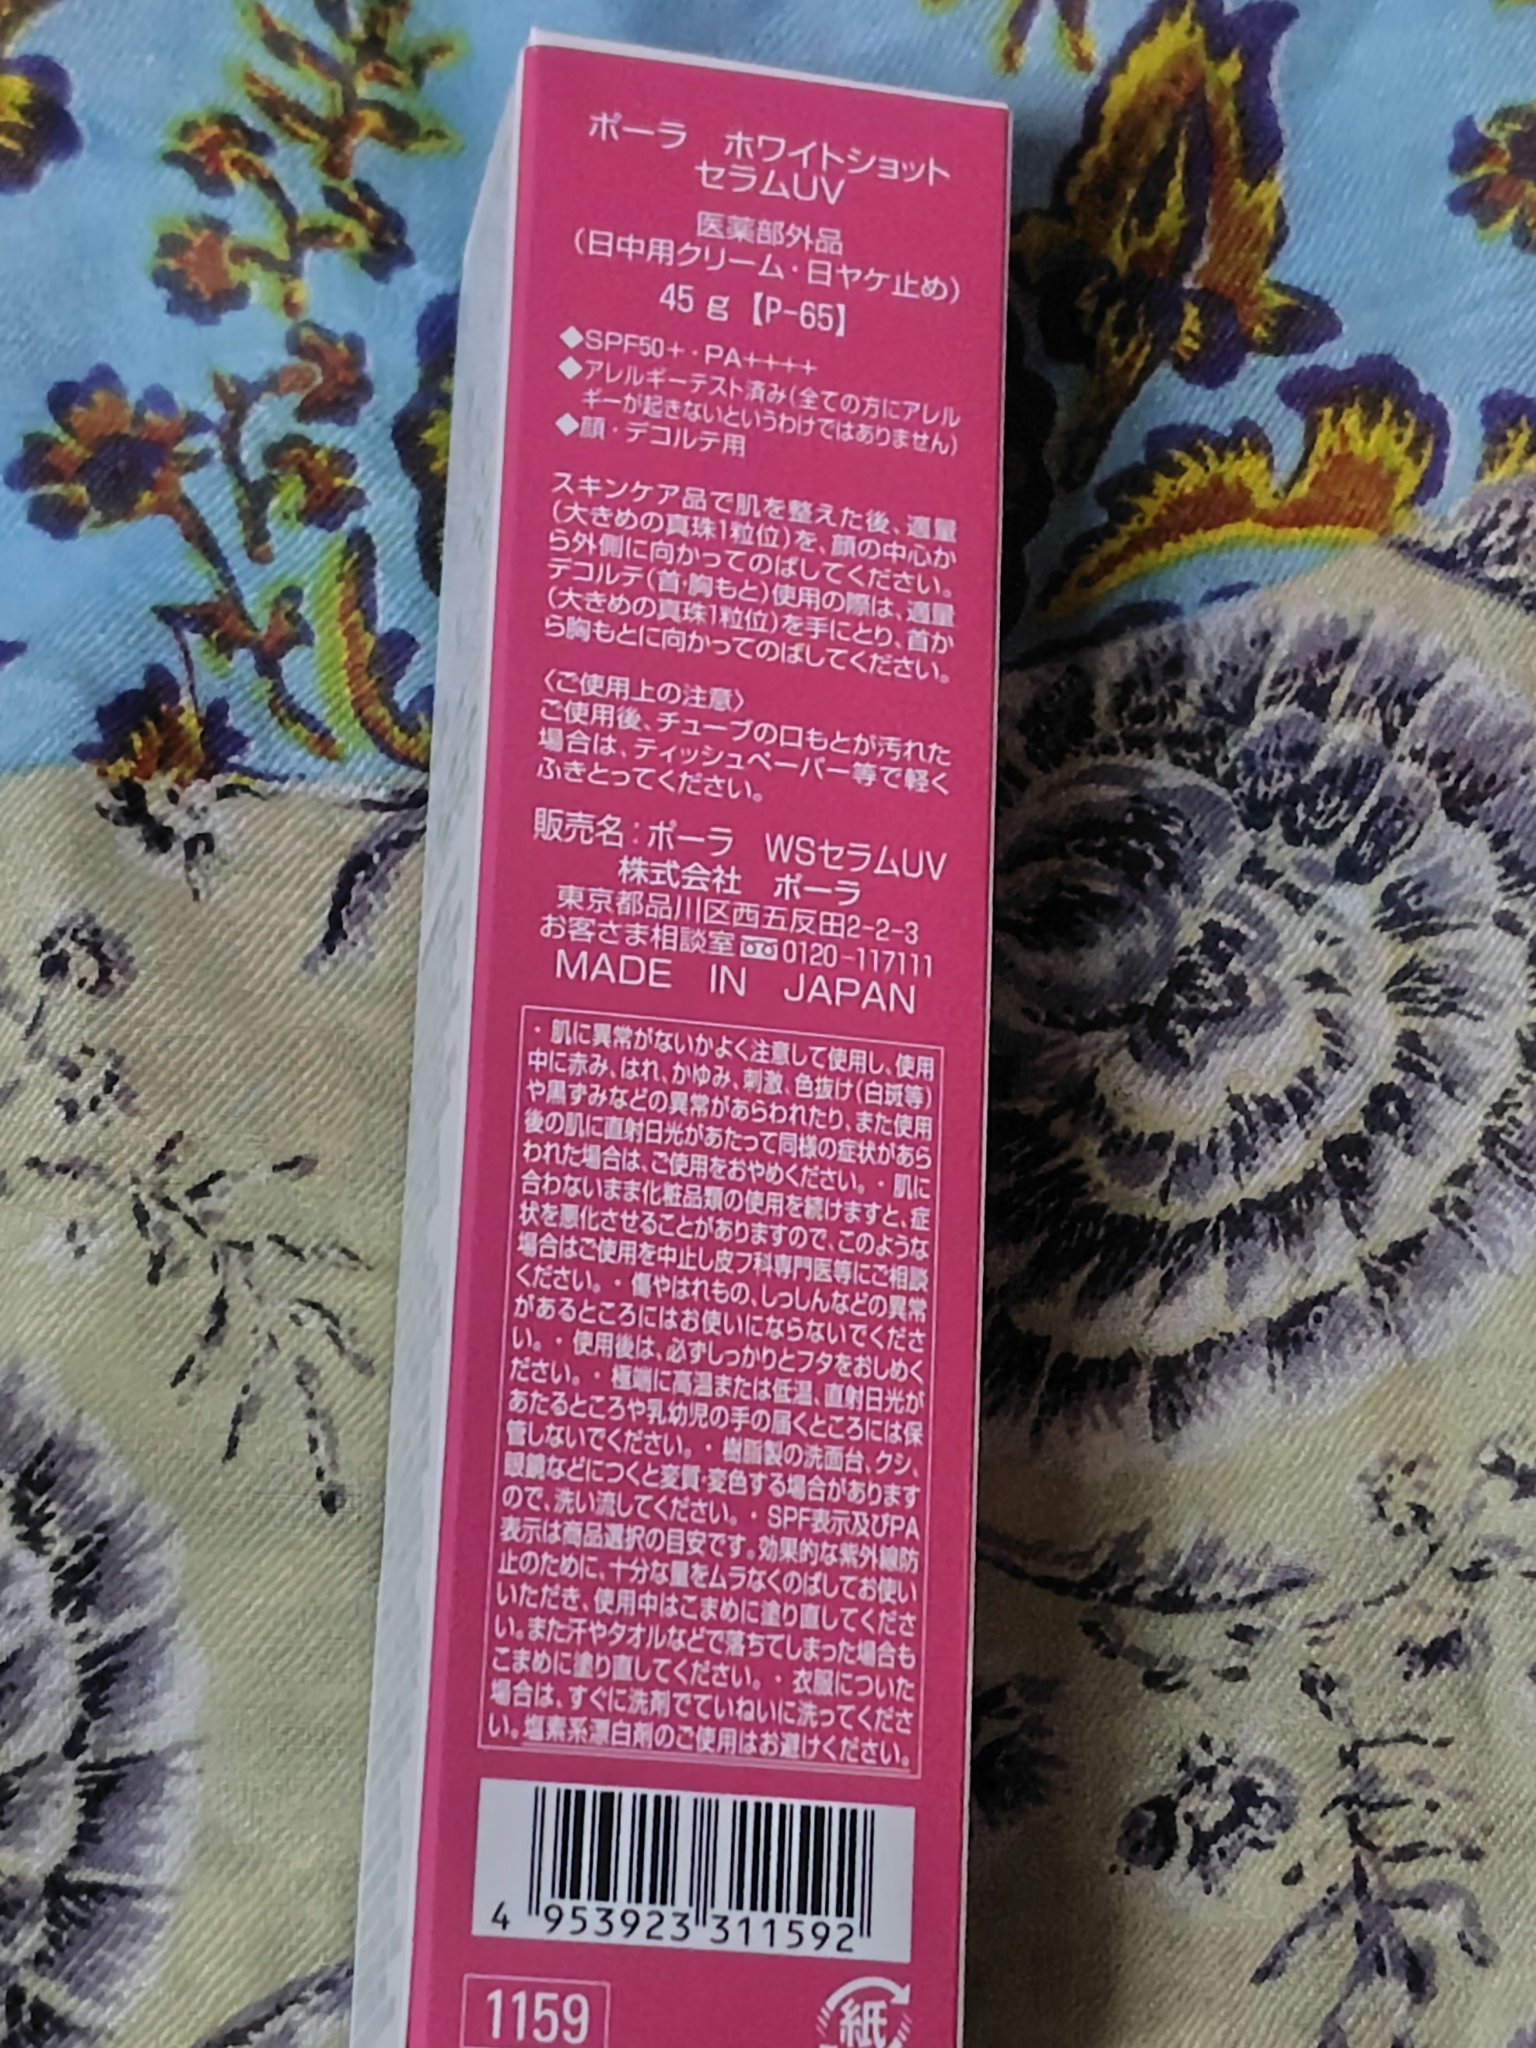 ポーラ　ホワイトショット
セラムUV
医薬部外品
（日中用クリーム・日ヤケ止め）
45 g【P-65】
◆SPF50+・PA++++
◆アレルギーテスト済み（全ての方にアレル
ギーが起きないというわけではありません）
◆顔・デコルテ用
スキンケア品で肌を整えた後、適量
（大きめの真珠1粒位）を、顔の中心か
ら外側に向かってのばしてください。
デコルテ（首・胸もと）使用の際は、適量
（大きめの真珠1粒位）を手にとり、首か
ら胸もとに向かってのばしてください。
〈ご使用上の注意〉
ご使用後、チューブの口もとが汚れた
場合は、ティッシュペーパー等で軽く
ふきとってください。
販売名：ポーラ　WSセラムUV
株式会社　ポーラ
東京都品川区西五反田2-2-3
お客さま相談室 0120-117111
MADE IN JAPAN
・肌に異常がないかよく注意して使用し、使用
中に赤み、はれ、かゆみ、刺激、色抜け（白斑等）
や黒ずみなどの異常があらわれたり、また使用
後の肌に直射日光があたって同様の症状があら
われた場合は、ご使用をおやめください。・肌に
合わないまま化粧品類の使用を続けますと、症
状を悪化させることがありますので、このような
場合はご使用を中止し皮フ科専門医等にご相談
ください。・傷やはれもの、しっしんなどの異常
があるところにはお使いにならないでくださ
い。・使用後は、必ずしっかりとフタをおしめく
ださい。・極端に高温または低温、直射日光が
あたるところや乳幼児の手の届くところには保
管しないでください。・樹脂製の洗面台、クシ、
眼鏡などにつくと変質・変色する場合があります
ので、洗い流してください。・SPF表示及びPA
表示は商品選択の目安です。効果的な紫外線防
止のために、十分な量をムラなくのばしてお使い
いただき、使用中はこまめに塗り直してくださ
い。また汗やタオルなどで落ちてしまった場合も
こまめに塗り直してください。・衣服についた
場合は、すぐに洗剤でていねいに洗ってくださ
い。塩素系漂白剤のご使用はお避けください。
4 953923 311592
1159
紙